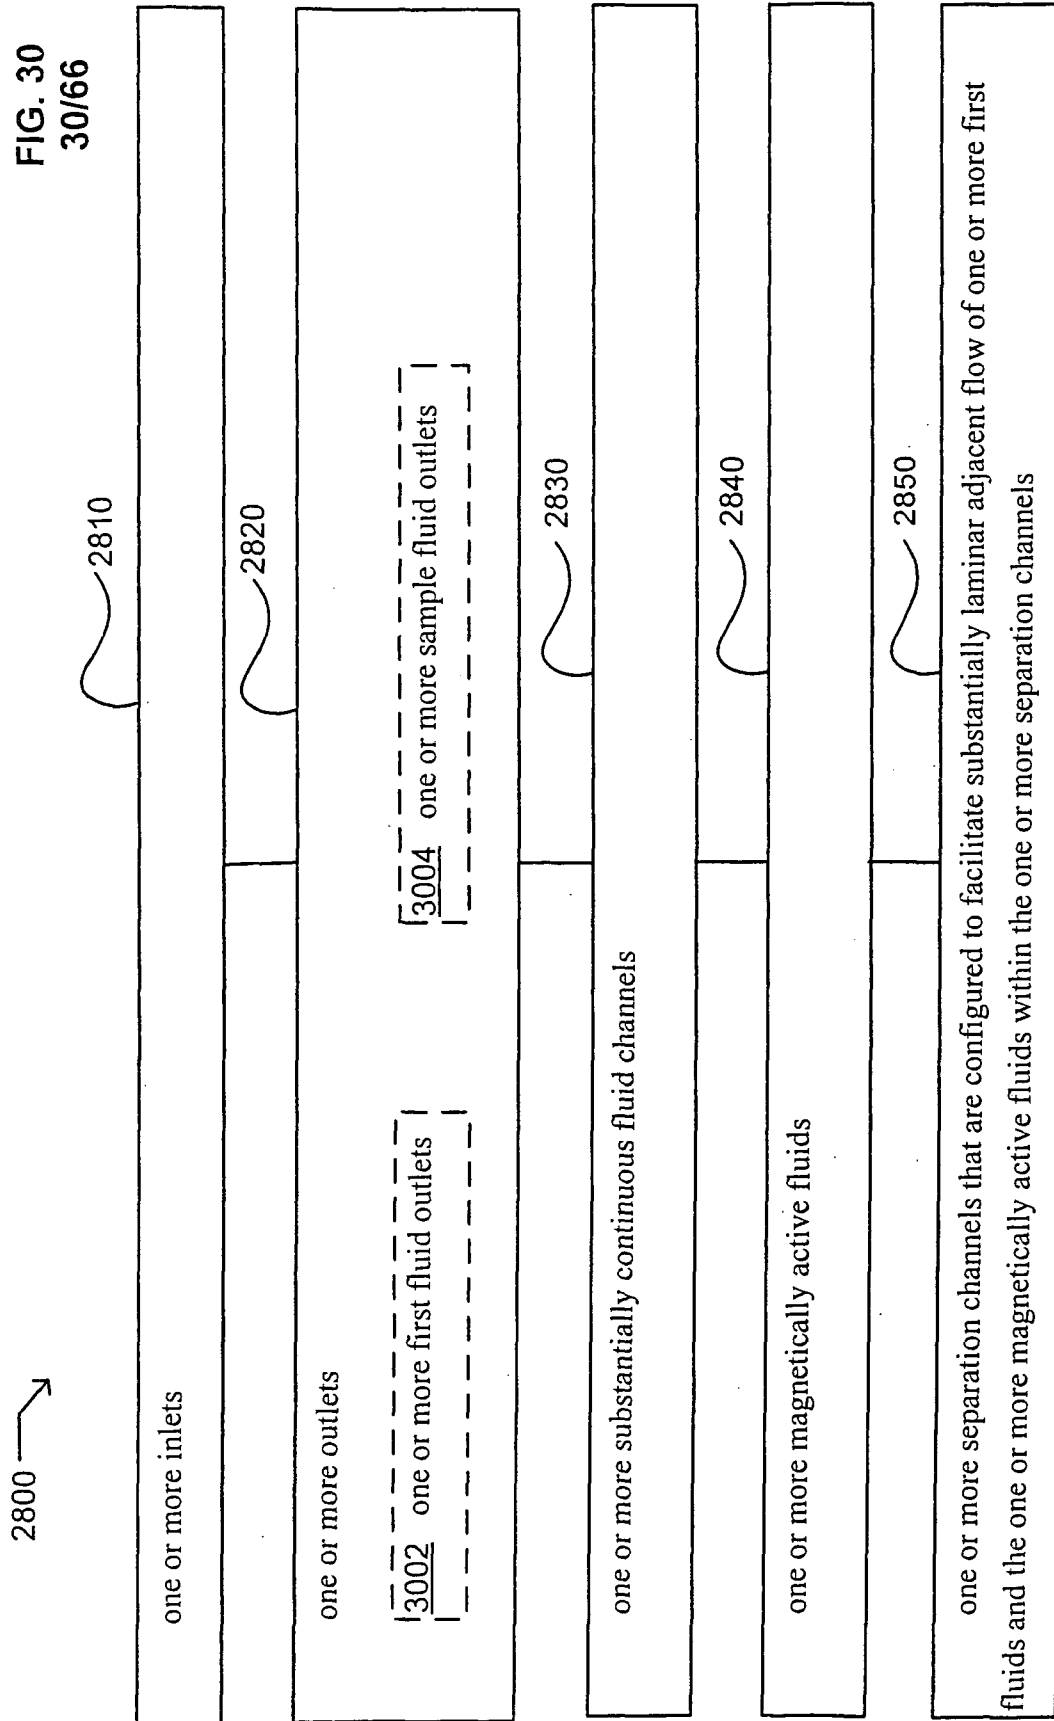 FIG. 30
30/66
2800
2810
one or more inlets
2820
one or more outlets
3002 one or more first fluid outlets
3004 one or more sample fluid outlets
2830
one or more substantially continuous fluid channels
2840
one or more magnetically active fluids
2850
one or more separation channels that are configured to facilitate substantially laminar adjacent flow of one or more first
fluids and the one or more magnetically active fluids within the one or more separation channels